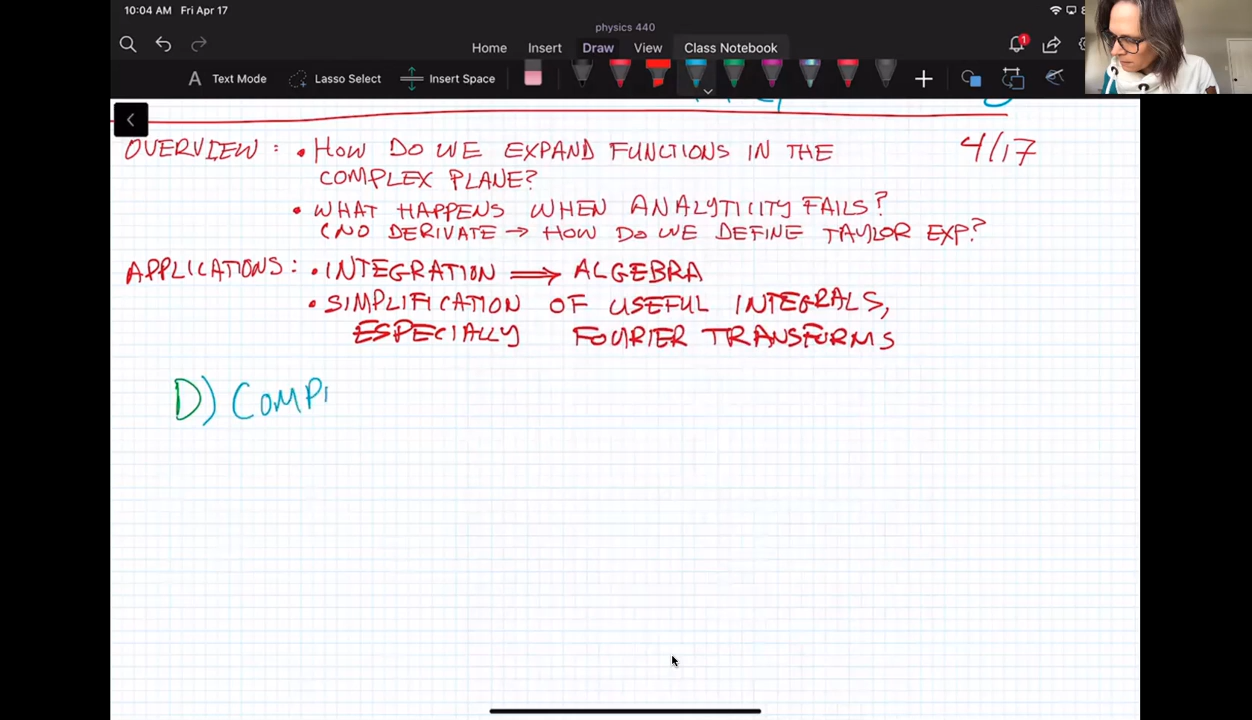 10:04 AM Fri Apr 17
physics 440
Home Insert Draw View Class Notebook
1
Text Mode Lasso Select Insert Space
OVERVIEW : • HOW DO WE EXPAND FUNCTIONS IN THE 4/17
COMPLEX PLANE?
• WHAT HAPPENS WHEN ANALYTICITY FAILS?
(NO DERIVATE → HOW DO WE DEFINE TAYLOR EXP?
APPLICATIONS: • INTEGRATION ⟹ ALGEBRA
• SIMPLIFICATION OF USEFUL INTEGRALS,
ESPECIALLY FOURIER TRANSFORMS
D) COMPl